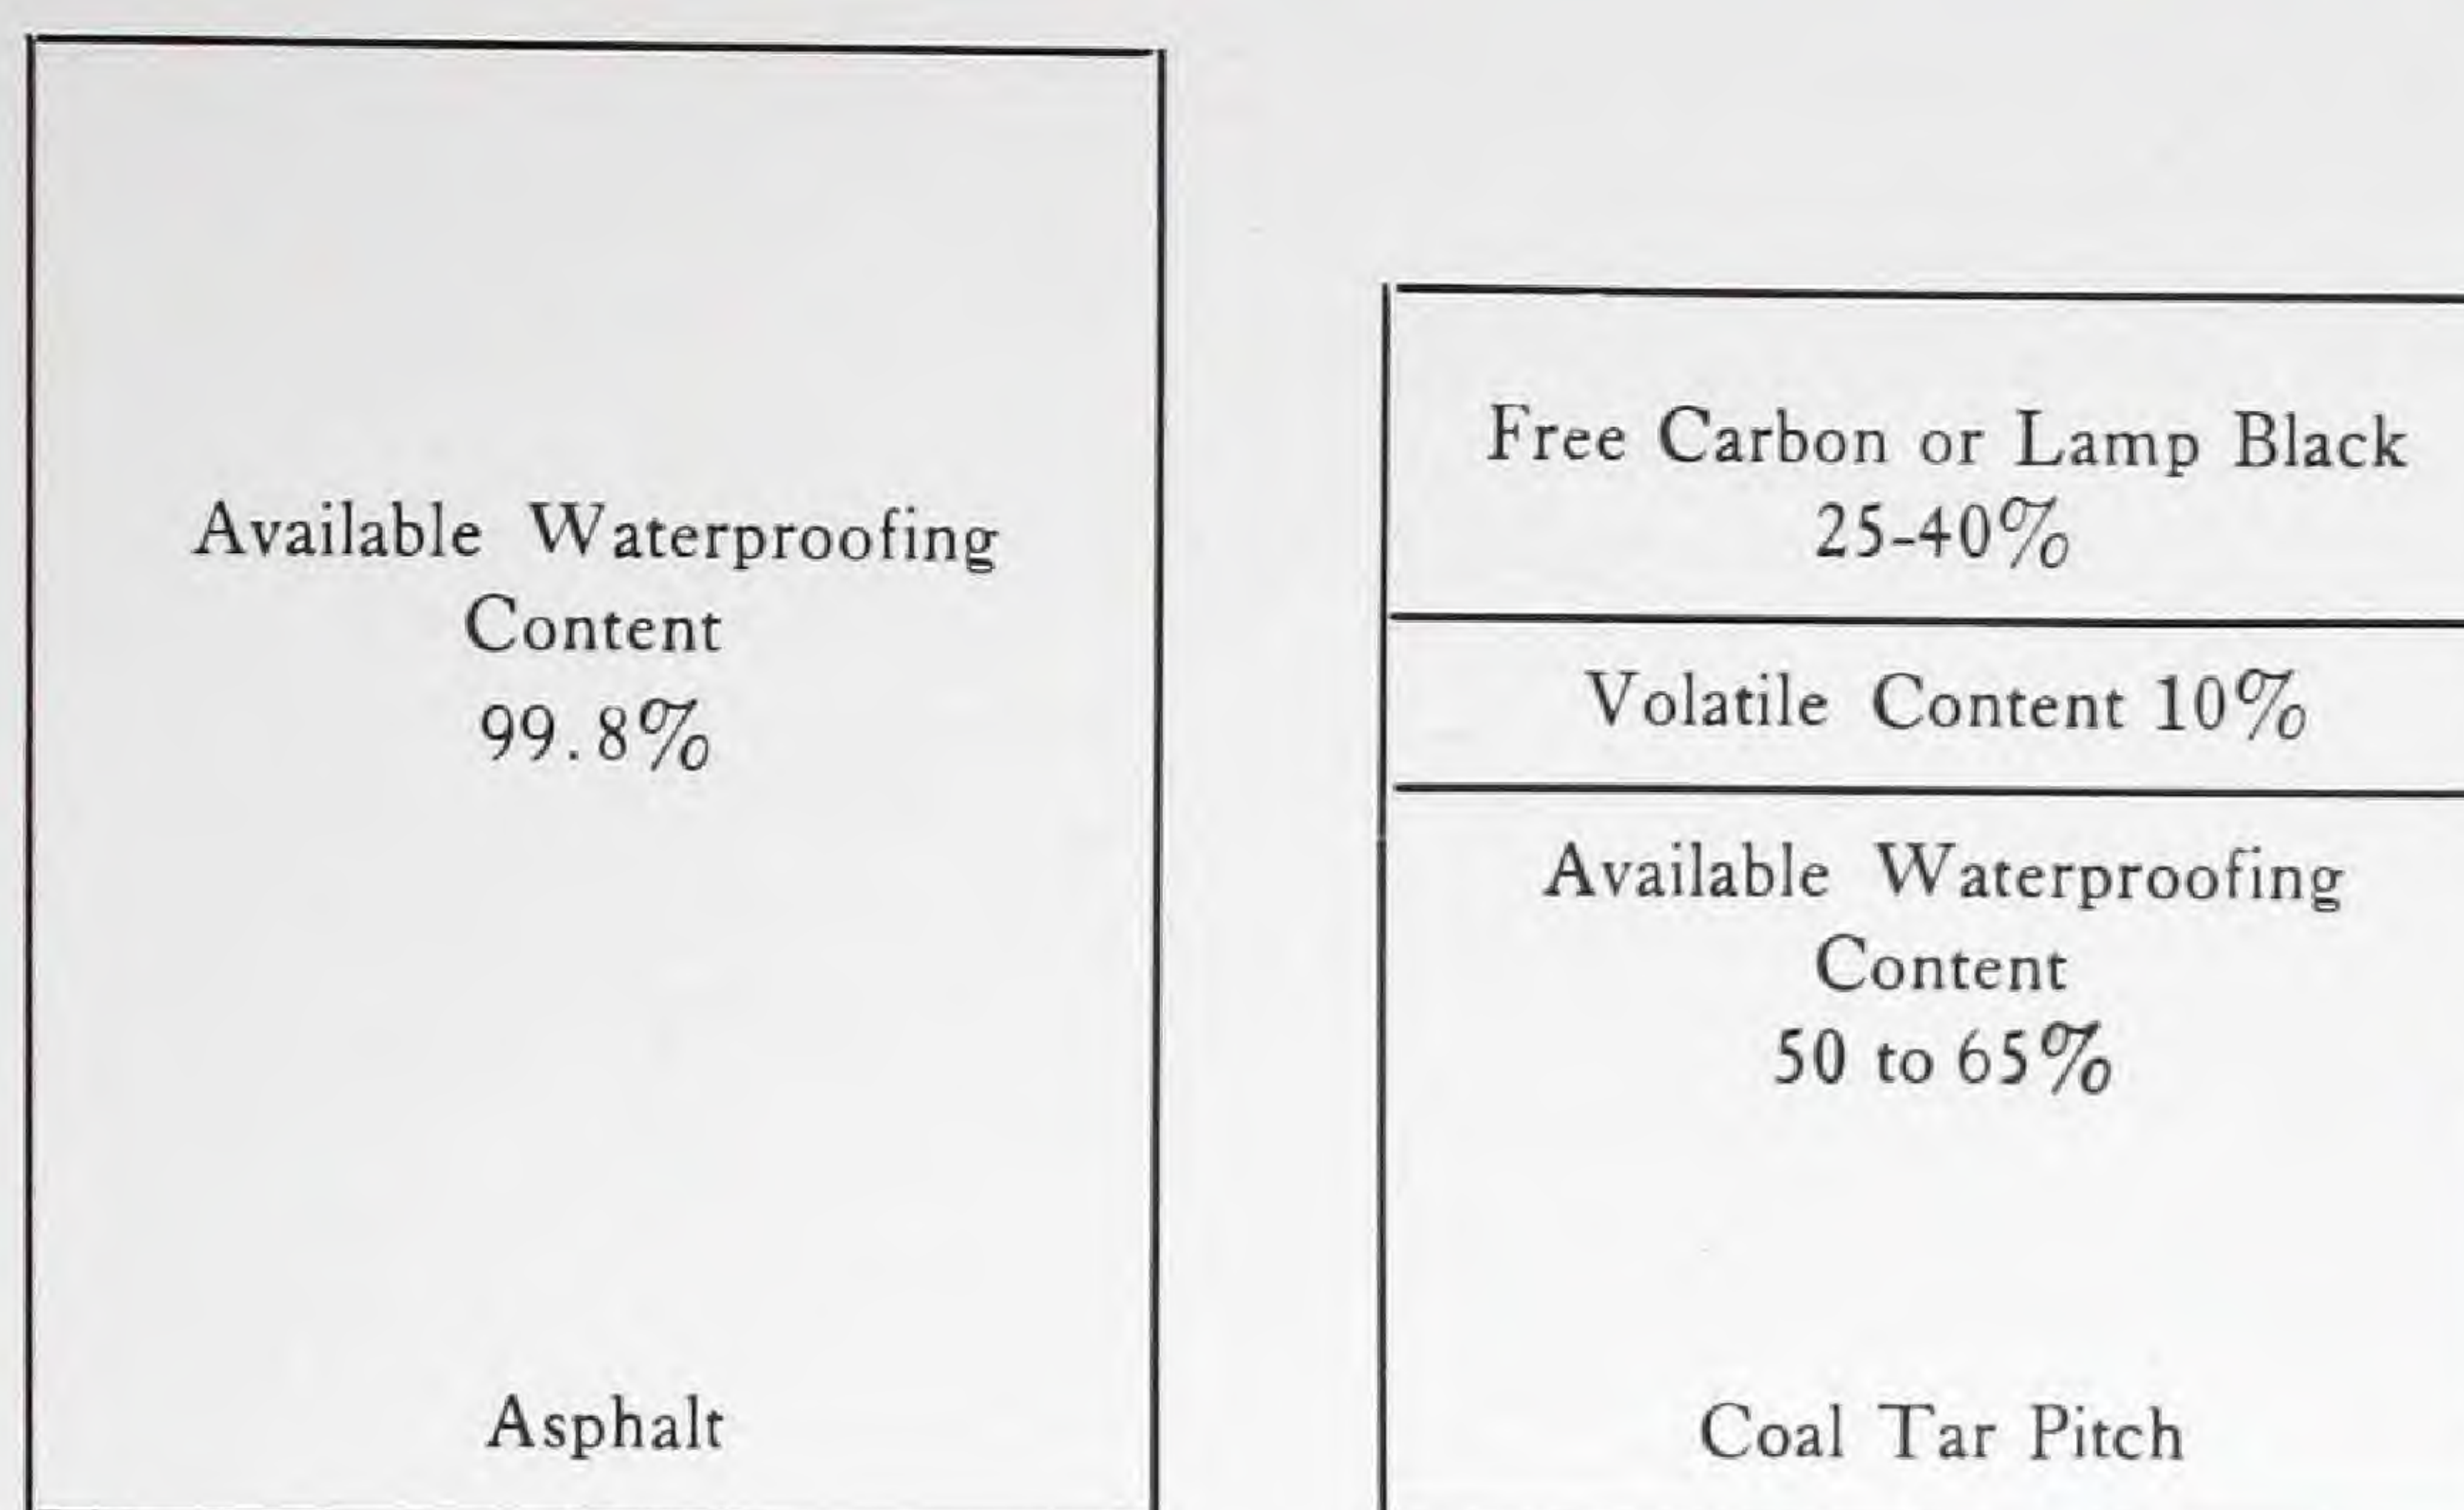 Available Waterproofing
Content
99.8%
Asphalt
Free Carbon or Lamp Black
25-40%
Volatile Content 10%
Available Waterproofing
Content
50 to 65%
Coal Tar Pitch